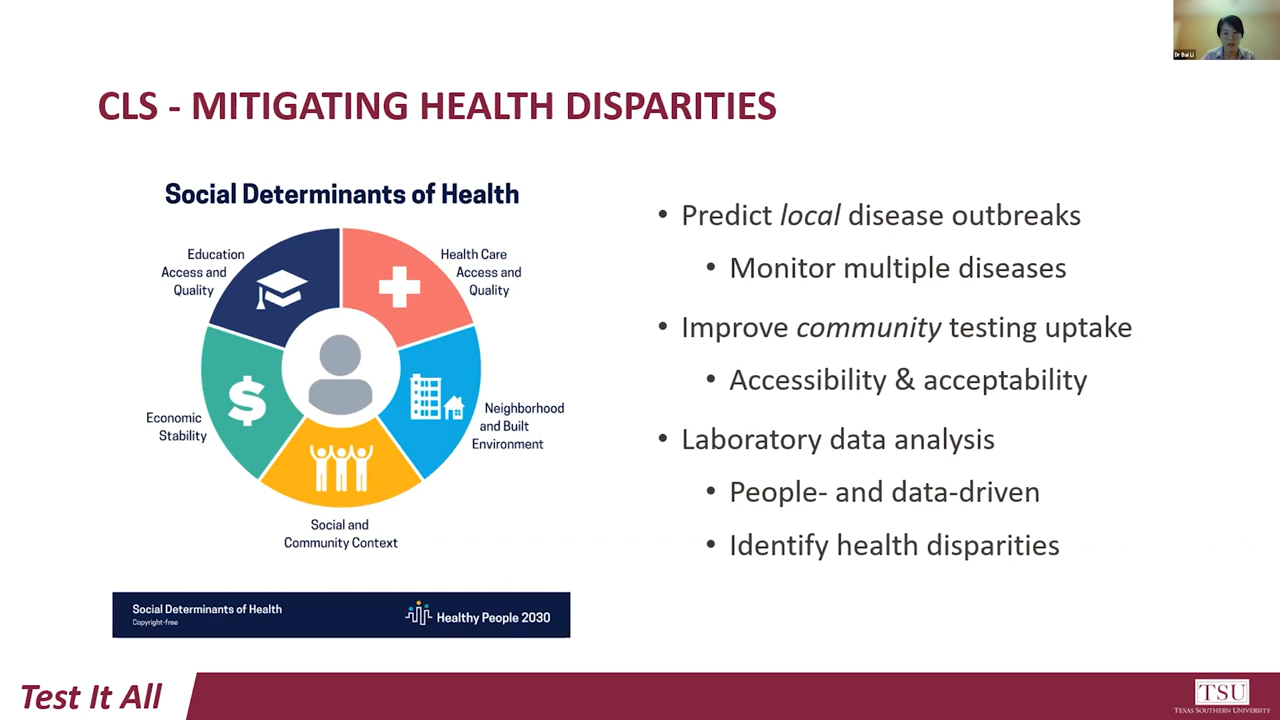 Dr Bai Li
CLS - MITIGATING HEALTH DISPARITIES
Social Determinants of Health
Education
Access and
Quality
Health Care
Access and
Quality
Economic
Stability
Neighborhood
and Built
Environment
Social and
Community Context
Social Determinants of Health
Copyright-free
Healthy People 2030
• Predict local disease outbreaks
• Monitor multiple diseases
• Improve community testing uptake
• Accessibility & acceptability
• Laboratory data analysis
• People- and data-driven
• Identify health disparities
Test It All
TSU
TEXAS SOUTHERN UNIVERSITY